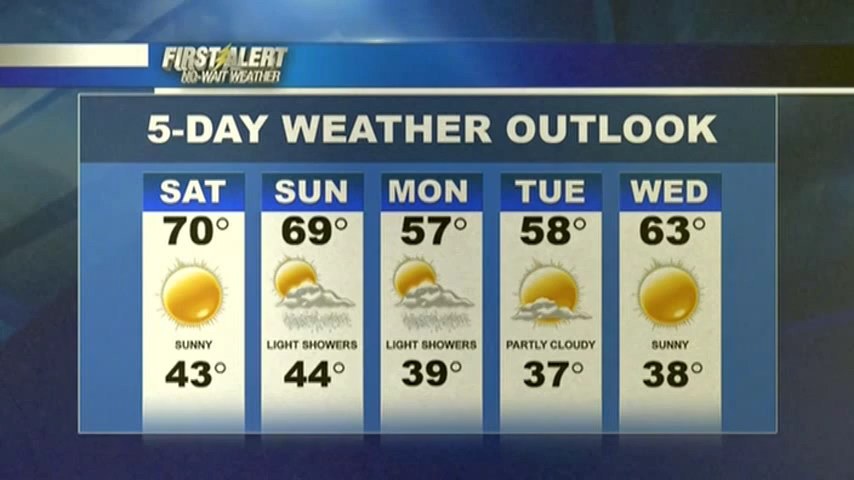 FIRST ALERT
NO-WAIT WEATHER
5-DAY WEATHER OUTLOOK
SAT SUN MON TUE WED
70° 69° 57° 58° 63°
SUNNY LIGHT SHOWERS LIGHT SHOWERS PARTLY CLOUDY SUNNY
43° 44° 39° 37° 38°